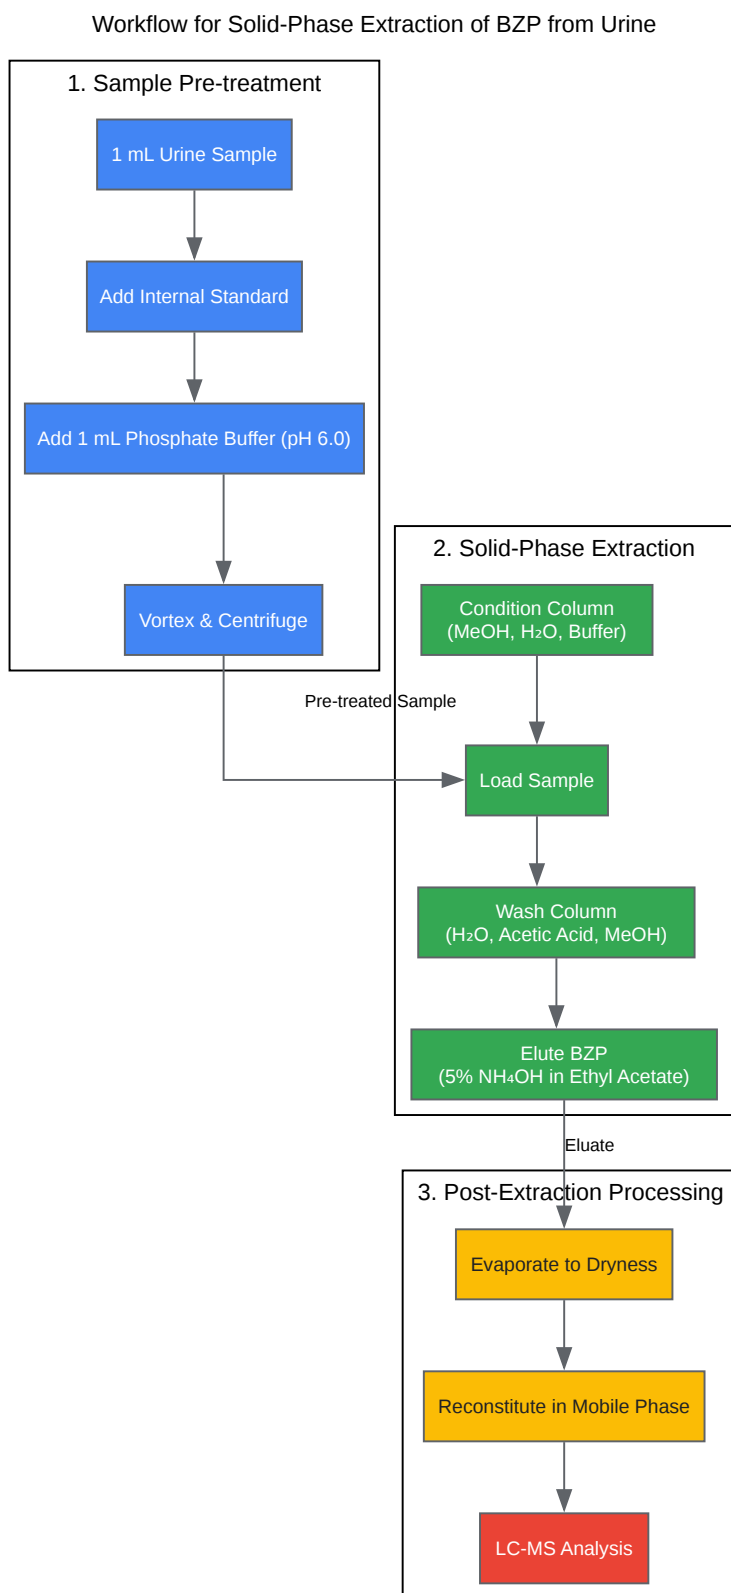 Workflow for Solid-Phase Extraction of BZP from Urine
1. Sample Pre-treatment
1 mL Urine Sample
Add Internal Standard
Add 1 mL Phosphate Buffer (pH 6.0)
Vortex & Centrifuge
Pre-treated Sample
2. Solid-Phase Extraction
Condition Column
(MeOH, H₂O, Buffer)
Load Sample
Wash Column
(H₂O, Acetic Acid, MeOH)
Elute BZP
(5% NH₄OH in Ethyl Acetate)
Eluate
3. Post-Extraction Processing
Evaporate to Dryness
Reconstitute in Mobile Phase
LC-MS Analysis